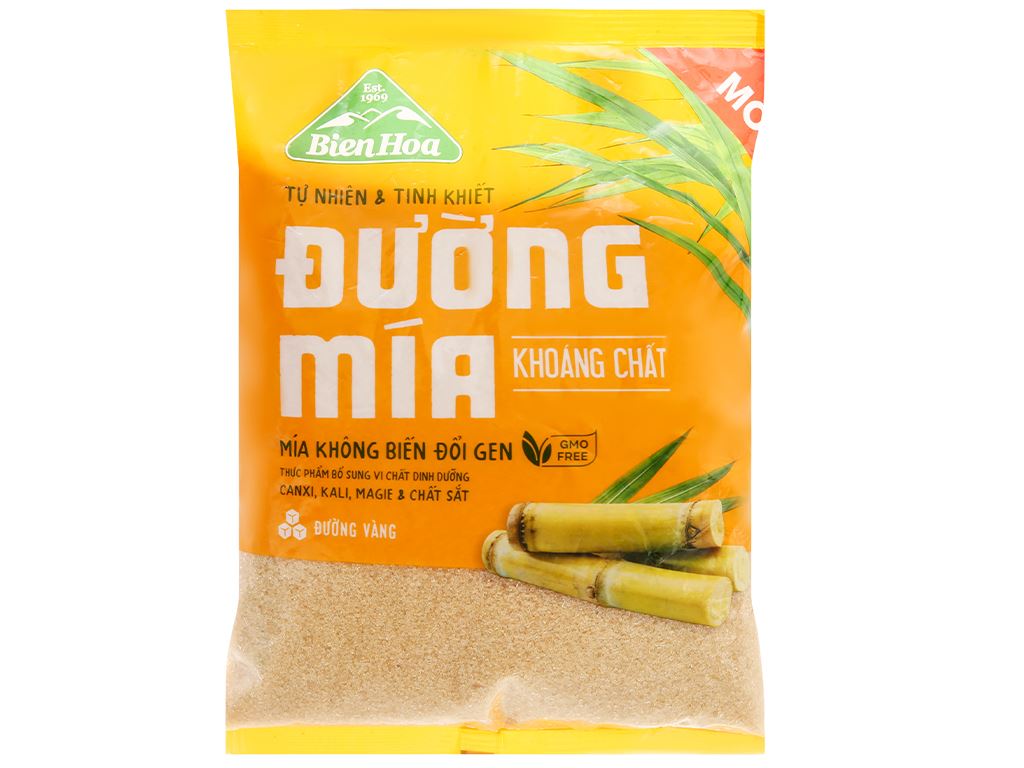 Est.
1969
Bien Hoa
TỰ NHIÊN & TINH KHIẾT
ĐƯỜNG
MÍA
KHOÁNG CHẤT
MÍA KHÔNG BIẾN ĐỔI GEN
GMO
FREE
THỰC PHẨM BỔ SUNG VI CHẤT DINH DƯỠNG
CANXI, KALI, MAGIE & CHẤT SẮT
ĐƯỜNG VÀNG